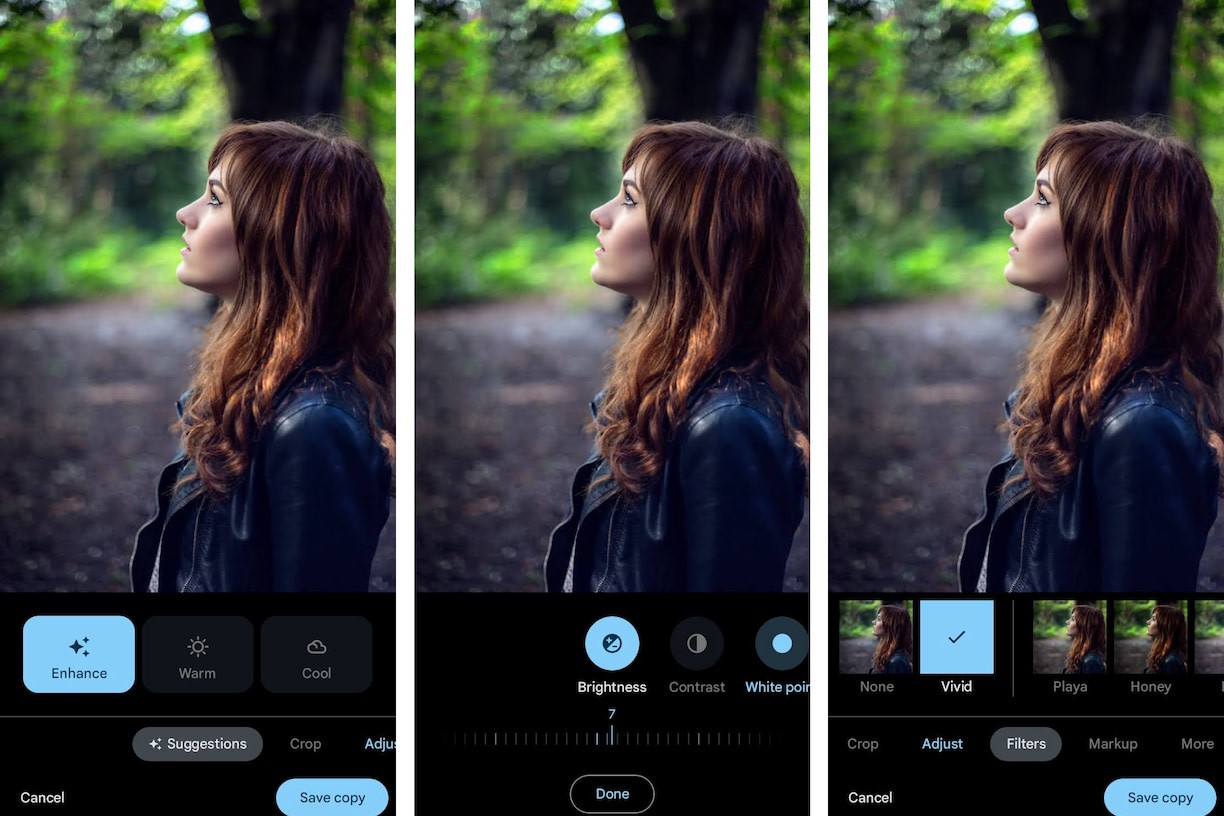 Enhance
Warm
Cool
Suggestions
Crop
Adjus
Cancel
Save copy
Brightness
Contrast
White poin
7
Done
None
Vivid
Playa
Honey
Crop
Adjust
Filters
Markup
More
Cancel
Save copy